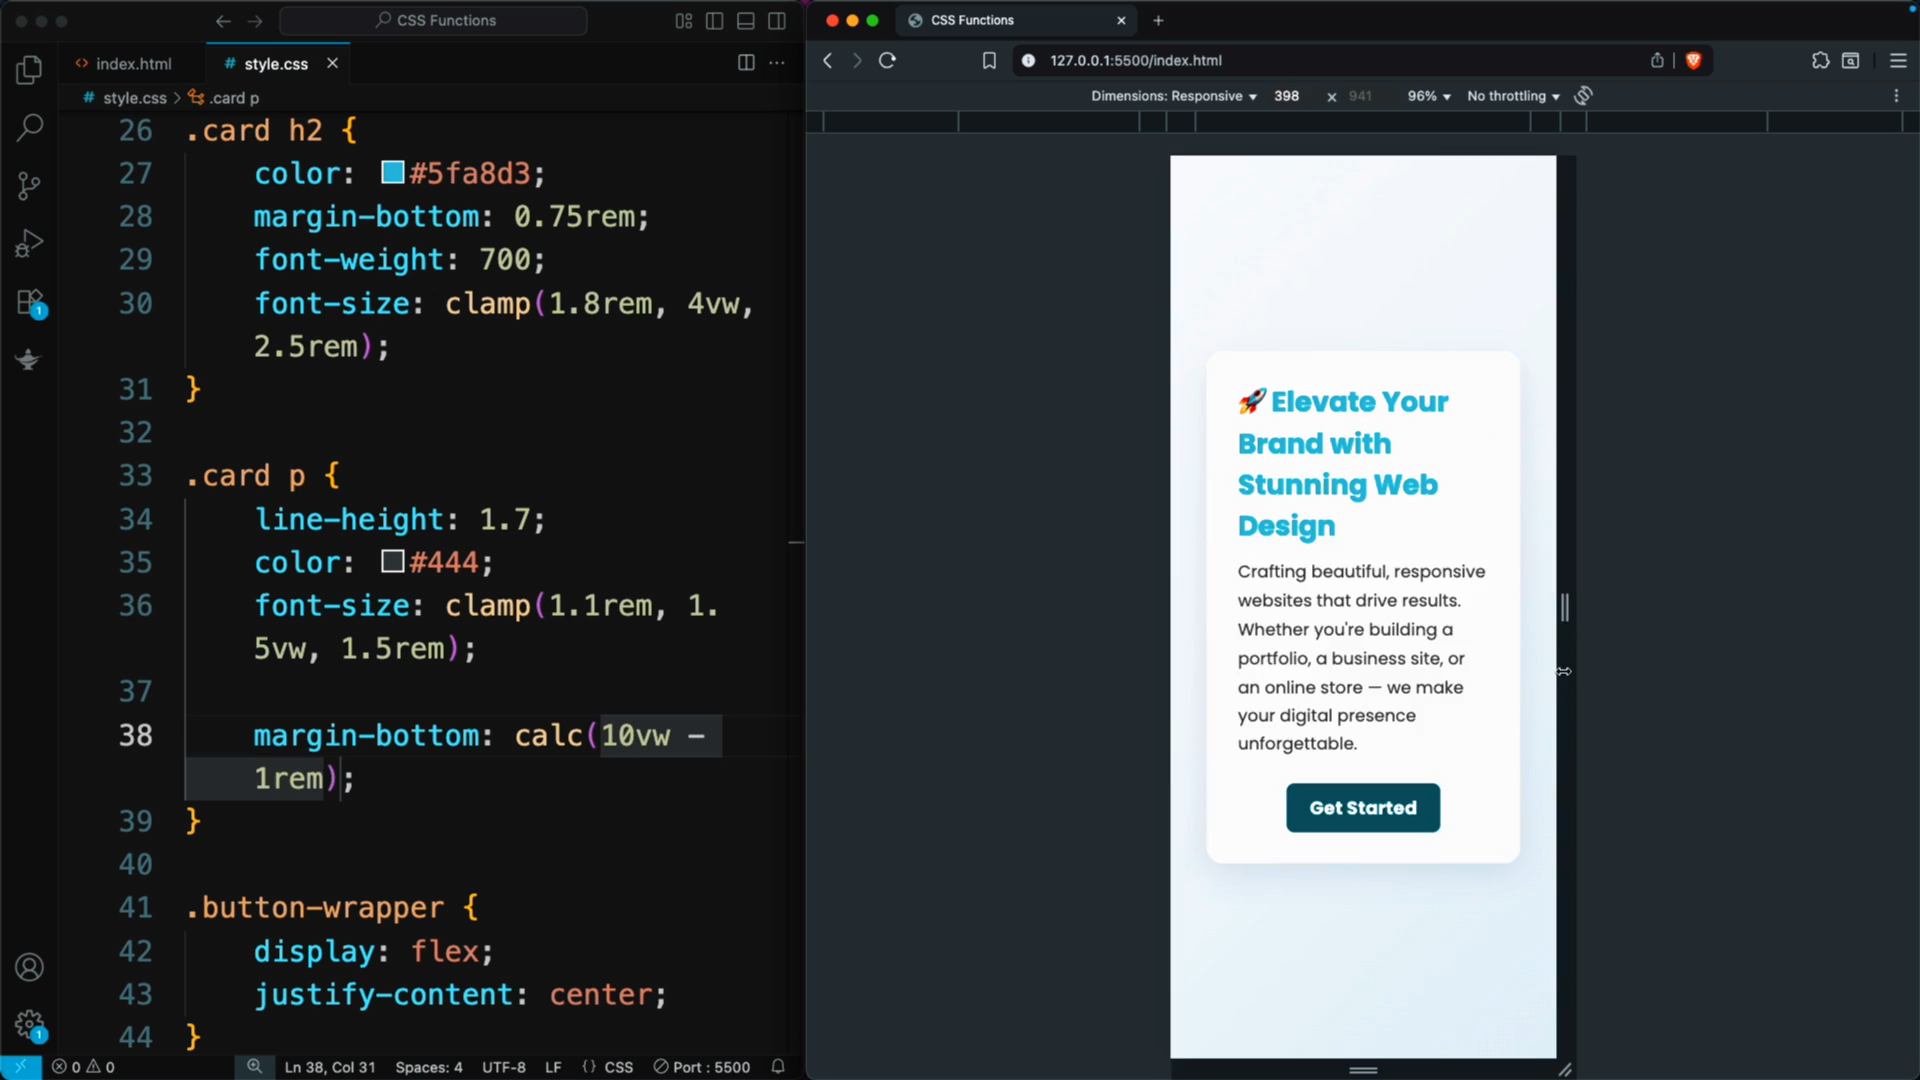 CSS Functions
index.html
# style.css
# style.css > .card p
26 .card h2 {
27 color: #5fa8d3;
28 margin-bottom: 0.75rem;
29 font-weight: 700;
30 font-size: clamp(1.8rem, 4vw,
2.5rem);
31 }
32
33 .card p {
34 line-height: 1.7;
35 color: #444;
36 font-size: clamp(1.1rem, 1.
5vw, 1.5rem);
37
38 margin-bottom: calc(10vw -
1rem);
39 }
40
41 .button-wrapper {
42 display: flex;
43 justify-content: center;
44 }
1
1
0 0 Ln 38, Col 31 Spaces: 4 UTF-8 LF {} CSS Port : 5500
CSS Functions
127.0.0.1:5500/index.html
Dimensions: Responsive 398 x 941 96% No throttling
🚀 Elevate Your
Brand with
Stunning Web
Design
Crafting beautiful, responsive
websites that drive results.
Whether you're building a
portfolio, a business site, or
an online store — we make
your digital presence
unforgettable.
Get Started